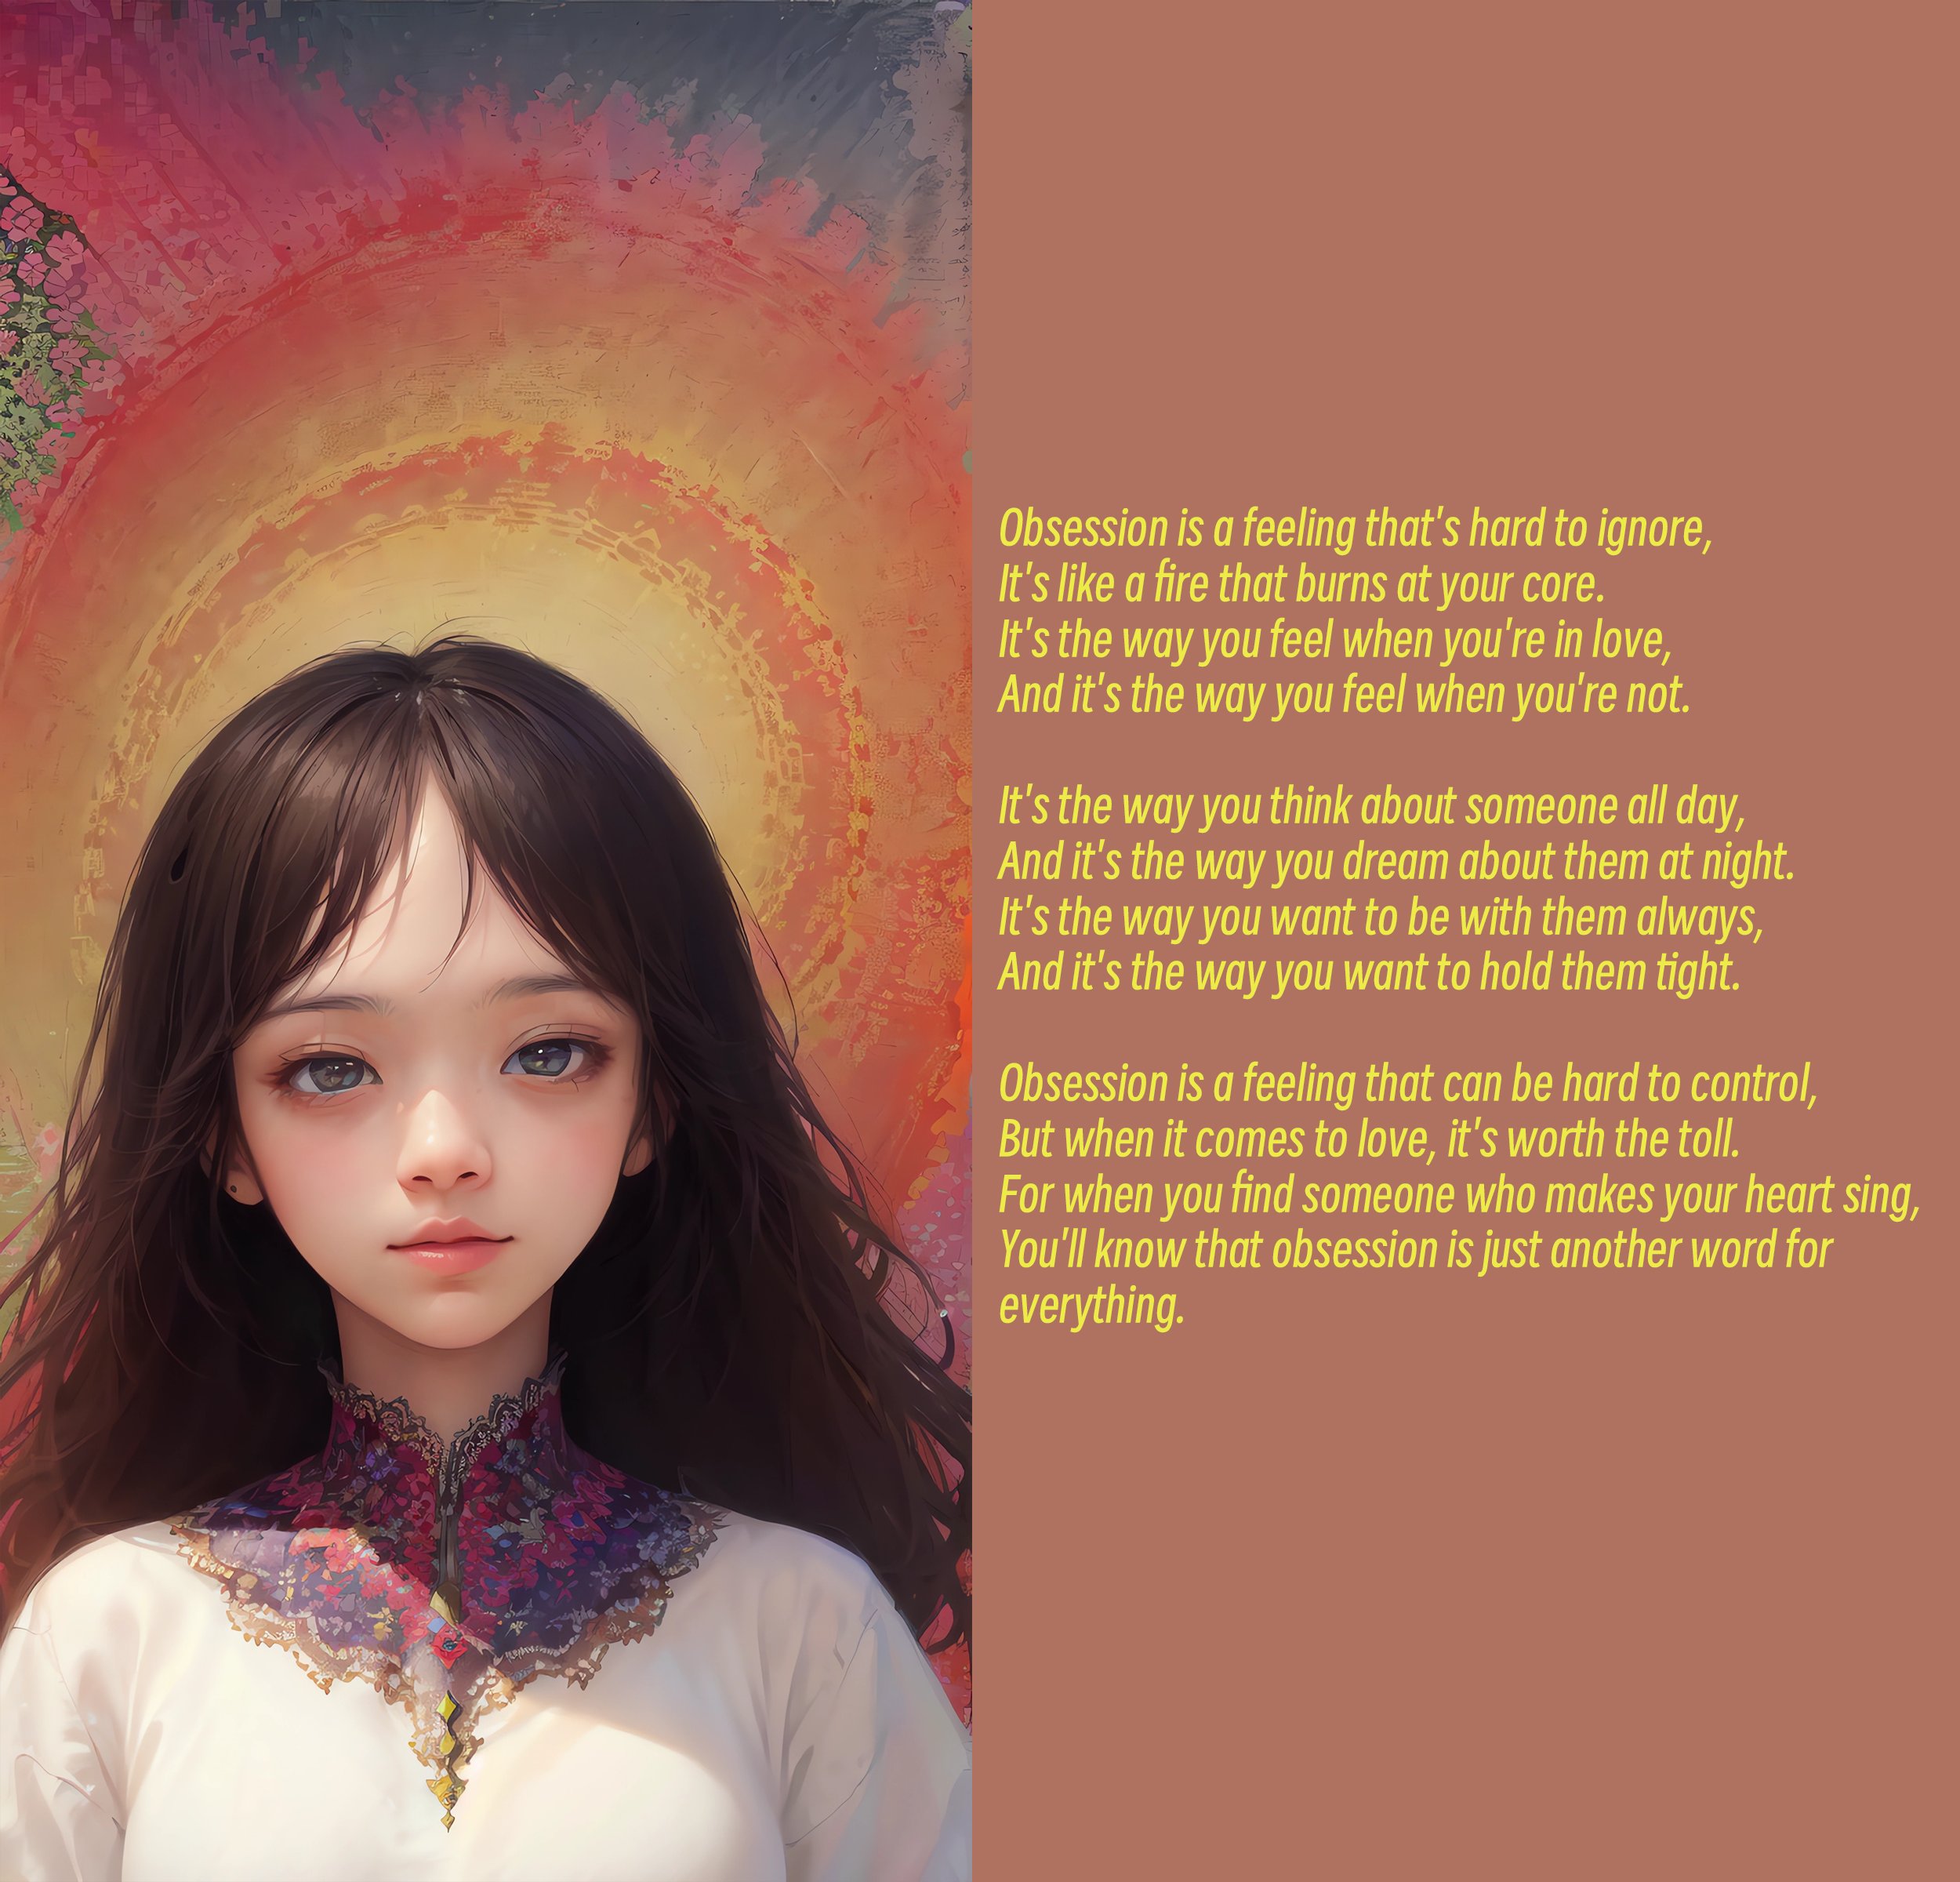 Obsession is a feeling that's hard to ignore,
It's like a fire that burns at your core.
It's the way you feel when you're in love,
And it's the way you feel when you're not.
It's the way you think about someone all day,
And it's the way you dream about them at night.
It's the way you want to be with them always,
And it's the way you want to hold them tight.
Obsession is a feeling that can be hard to control,
But when it comes to love, it's worth the toll.
For when you find someone who makes your heart sing,
You'll know that obsession is just another word for
everything.